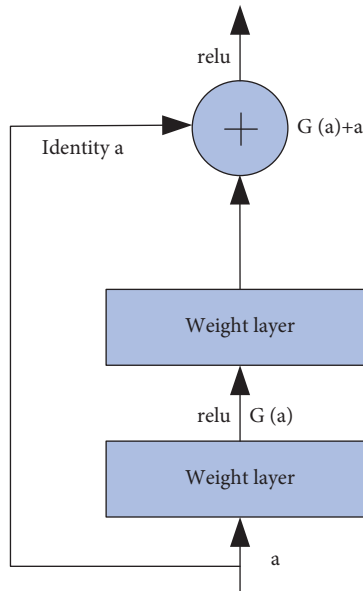 relu
G (a)+a
Identity a
Weight layer
relu G (a)
Weight layer
a